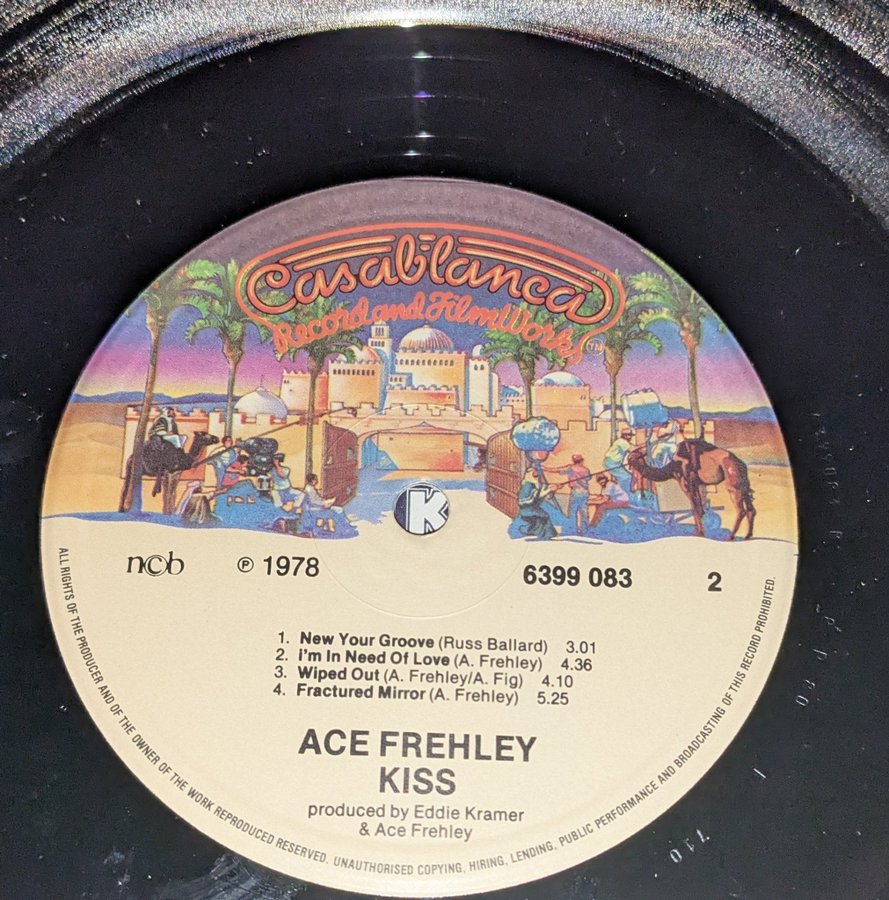 Casablanca
Record and FilmWorks TM
K
ncb
℗ 1978
6399 083
2
1. New Your Groove (Russ Ballard) 3.01
2. I'm In Need Of Love (A. Frehley) 4.36
3. Wiped Out (A. Frehley/A. Fig) 4.10
4. Fractured Mirror (A. Frehley) 5.25
ACE FREHLEY
KISS
produced by Eddie Kramer
& Ace Frehley
ALL RIGHTS OF THE PRODUCER AND OF THE OWNER OF THE WORK REPRODUCED RESERVED. UNAUTHORISED COPYING, HIRING, LENDING, PUBLIC PERFORMANCE AND BROADCASTING OF THIS RECORD PROHIBITED.